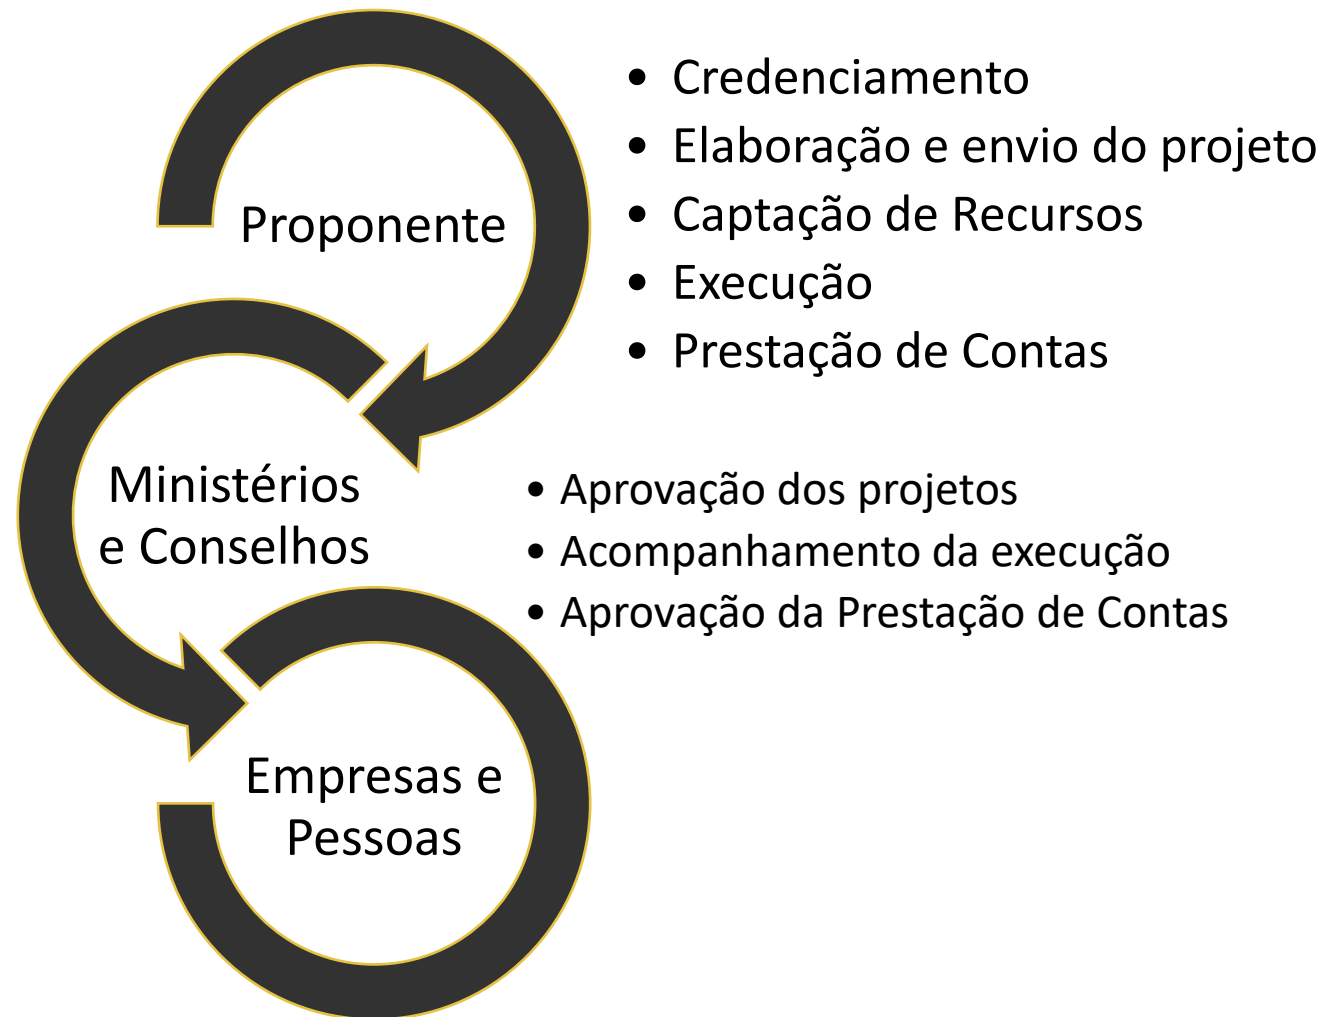 Proponente
• Credenciamento
• Elaboração e envio do projeto
• Captação de Recursos
• Execução
• Prestação de Contas
Ministérios
e Conselhos
• Aprovação dos projetos
• Acompanhamento da execução
• Aprovação da Prestação de Contas
Empresas e
Pessoas